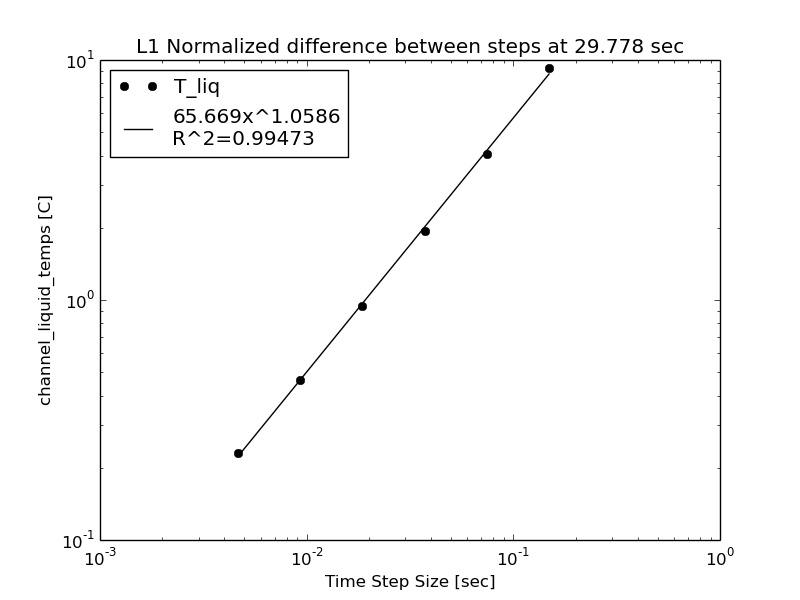 L1 Normalized difference between steps at 29.778 sec
T_liq
65.669x^1.0586
R^2=0.99473
channel_liquid_temps [C]
10^1
10^0
10^-1
10^-3
10^-2
10^-1
10^0
Time Step Size [sec]